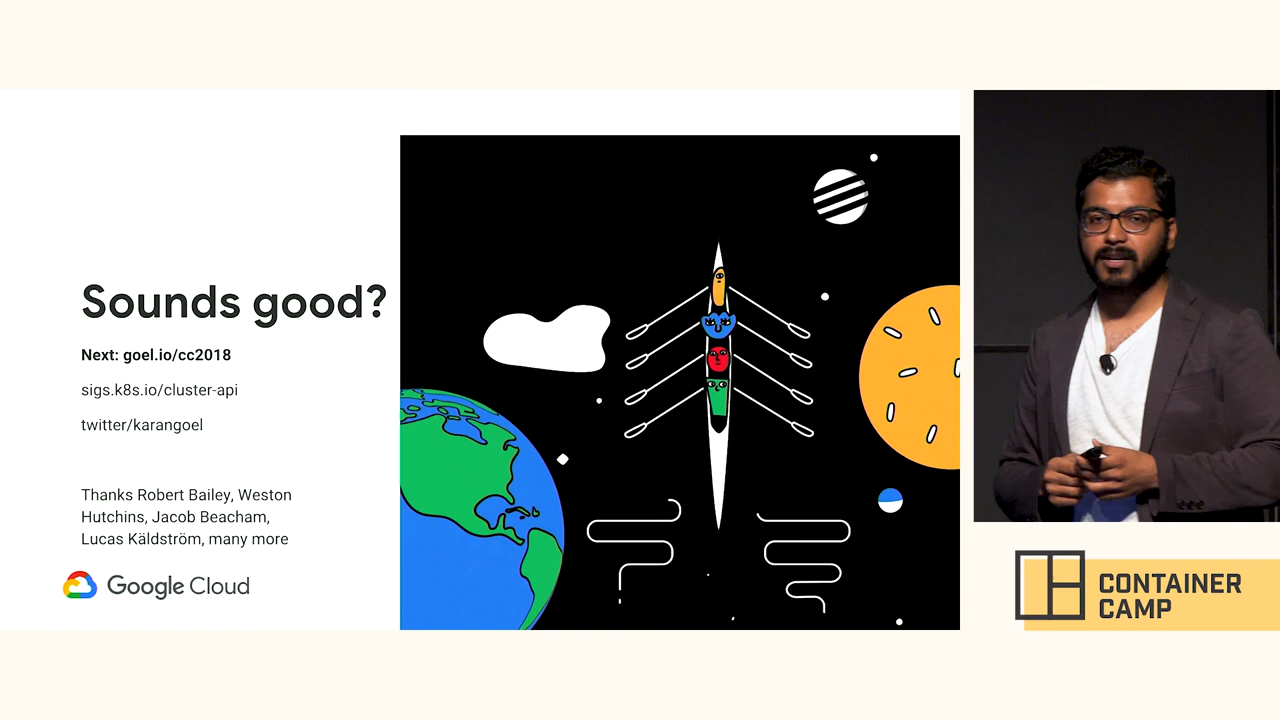 Sounds good?
Next: goel.io/cc2018
sigs.k8s.io/cluster-api
twitter/karangoel
Thanks Robert Bailey, Weston
Hutchins, Jacob Beacham,
Lucas Käldström, many more
Google Cloud
CONTAINER
CAMP